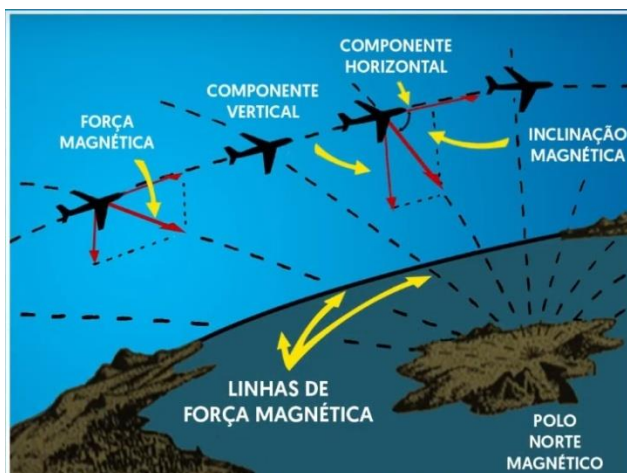 COMPONENTE
HORIZONTAL
COMPONENTE
VERTICAL
FORÇA
MAGNÉTICA
INCLINAÇÃO
MAGNÉTICA
LINHAS DE
FORÇA MAGNÉTICA
POLO
NORTE
MAGNÉTICO